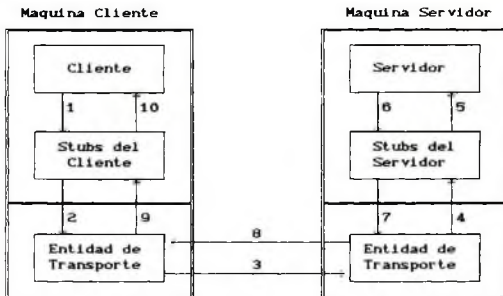 Maquina Cliente
Maquina Servidor
Cliente
Servidor
1
10
6
5
Stubs del
Cliente
Stubs del
Servidor
2
9
7
4
8
Entidad de
Transporte
Entidad de
Transporte
3